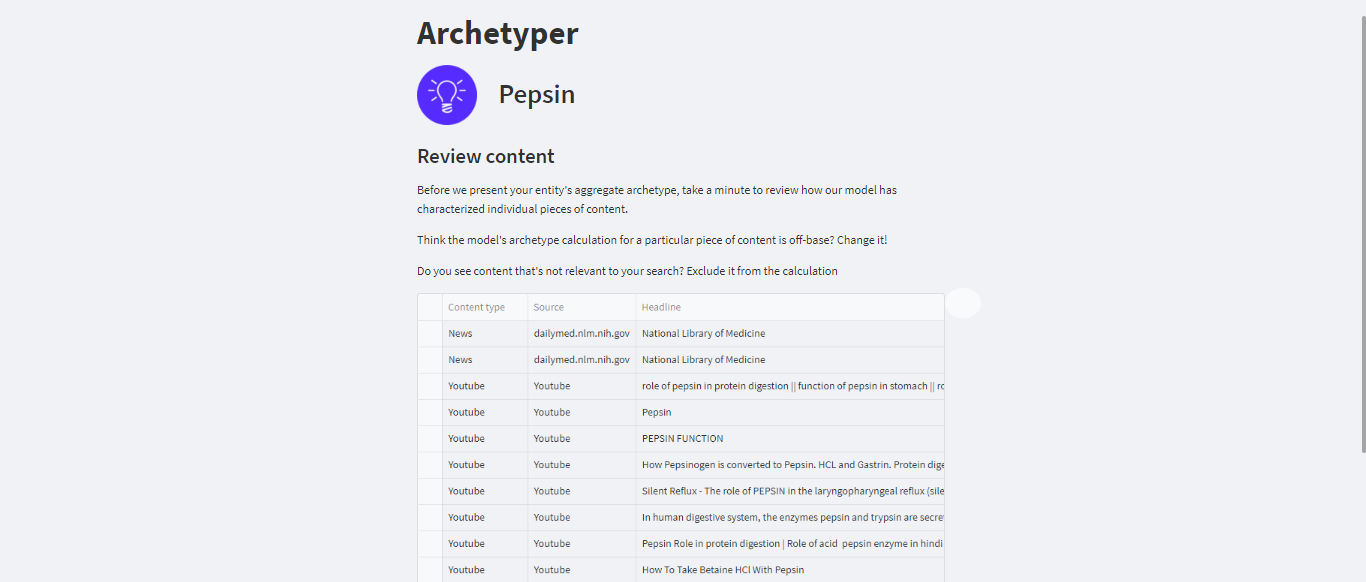 Archetyper
Pepsin
Review content
Before we present your entity's aggregate archetype, take a minute to review how our model has
characterized individual pieces of content.
Think the model's archetype calculation for a particular piece of content is off-base? Change it!
Do you see content that's not relevant to your search? Exclude it from the calculation
Content type Source Headline
News dailymed.nlm.nih.gov National Library of Medicine
News dailymed.nlm.nih.gov National Library of Medicine
Youtube Youtube role of pepsin in protein digestion || function of pepsin in stomach ||
Youtube Youtube Pepsin
Youtube Youtube PEPSIN FUNCTION
Youtube Youtube How Pepsinogen is converted to Pepsin. HCL and Gastrin. Protein dige
Youtube Youtube Silent Reflux - The role of PEPSIN in the laryngopharyngeal reflux (sile
Youtube Youtube In human digestive system, the enzymes pepsin and trypsin are secre
Youtube Youtube Pepsin Role in protein digestion | Role of acid pepsin enzyme in hindi
Youtube Youtube How To Take Betaine HCl With Pepsin